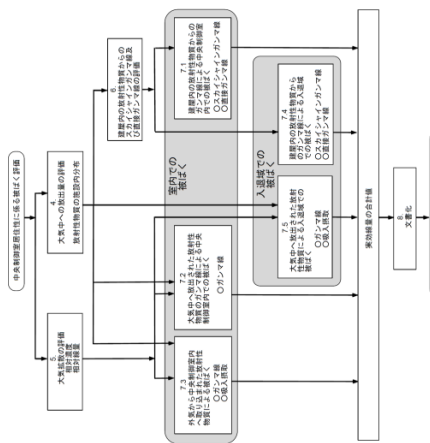 中央制御室居住性に係る被ばく評価
5.
大気拡散の評価
相対濃度
相対線量
4.
大気中への放出量の評価
放射性物質の施設内分布
6.
建屋内の放射性物質からの
スカイシャインガンマ線及
び直接ガンマ線の評価
室内での
被ばく
7.3
外気から中央制御室内
へ取り込まれた放射性
物質による被ばく
○ガンマ線
○吸入摂取
7.2
大気中へ放出された放射性
物質のガンマ線による中央
制御室内での被ばく
○ガンマ線
7.1
建屋内の放射性物質からの
ガンマ線による中央制御室
内での被ばく
○スカイシャインガンマ線
○直接ガンマ線
入退域での
被ばく
7.5
大気中へ放出された放射
性物質による入退域での
被ばく
○ガンマ線
○吸入摂取
7.4
建屋内の放射性物質から
のガンマ線による入退域
での被ばく
○スカイシャインガンマ線
○直接ガンマ線
実効線量の合計値
8.
文書化